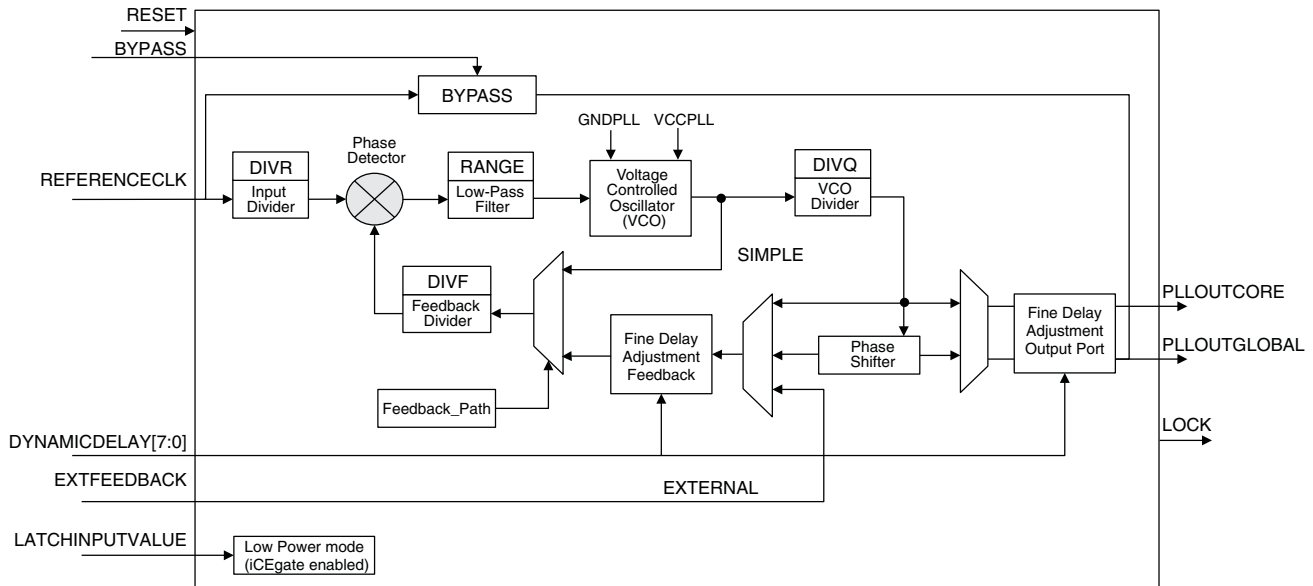 RESET
BYPASS
BYPASS
GNDPLL
VCCPLL
Phase
Detector
DIVR
RANGE
DIVQ
REFERENCECLK
Input
Divider
Low-Pass
Filter
Voltage
Controlled
Oscillator
(VCO)
VCO
Divider
SIMPLE
DIVF
Feedback
Divider
Fine Delay
Adjustment
Feedback
Phase
Shifter
Fine Delay
Adjustment
Output Port
PLLOUTCORE
PLLOUTGLOBAL
Feedback_Path
LOCK
DYNAMICDELAY[7:0]
EXTFEEDBACK
EXTERNAL
LATCHINPUTVALUE
Low Power mode
(iCEgate enabled)